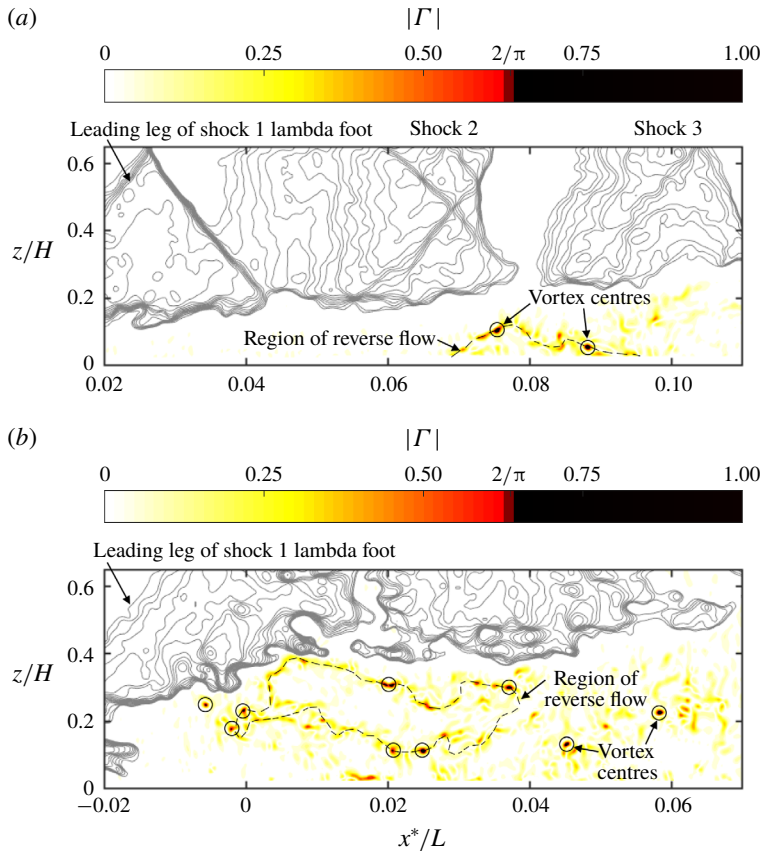 (a)
|Γ|
0 0.25 0.50 2/π 0.75 1.00
Leading leg of shock 1 lambda foot Shock 2 Shock 3
0.6
0.4
z/H
0.2
Vortex centres
Region of reverse flow
0
0.02 0.04 0.06 0.08 0.10
(b)
|Γ|
0 0.25 0.50 2/π 0.75 1.00
Leading leg of shock 1 lambda foot
0.6
0.4
z/H
Region of
reverse flow
0.2
Vortex
centres
0
−0.02 0 0.02 0.04 0.06
x*/L